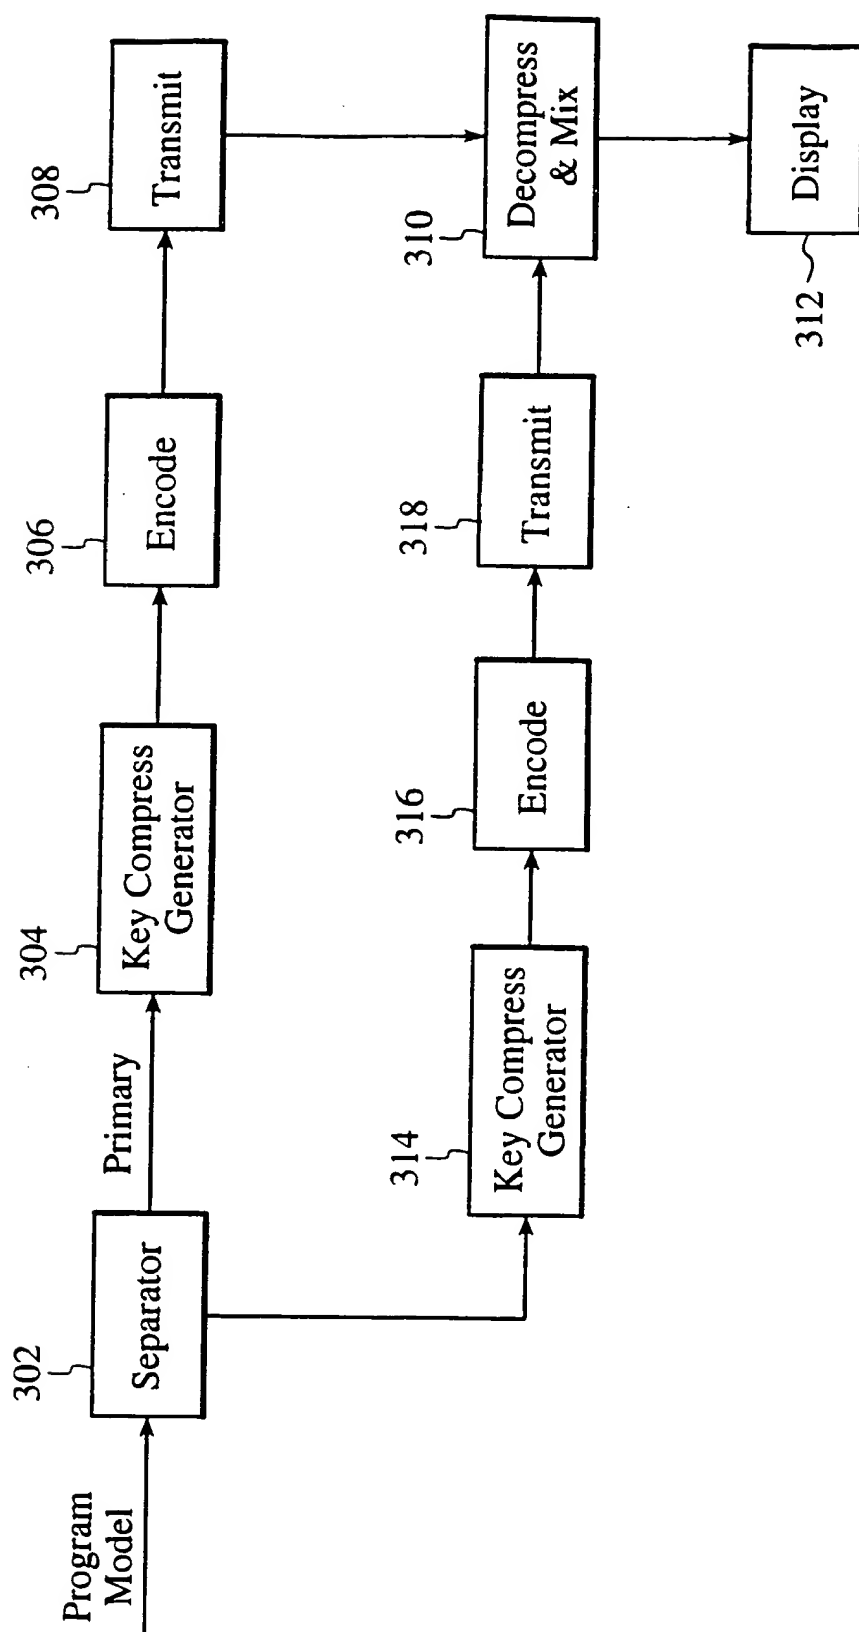 Program
Model
302
Separator
Primary
304
Key Compress
Generator
306
Encode
308
Transmit
314
Key Compress
Generator
316
Encode
318
Transmit
310
Decompress
& Mix
312
Display